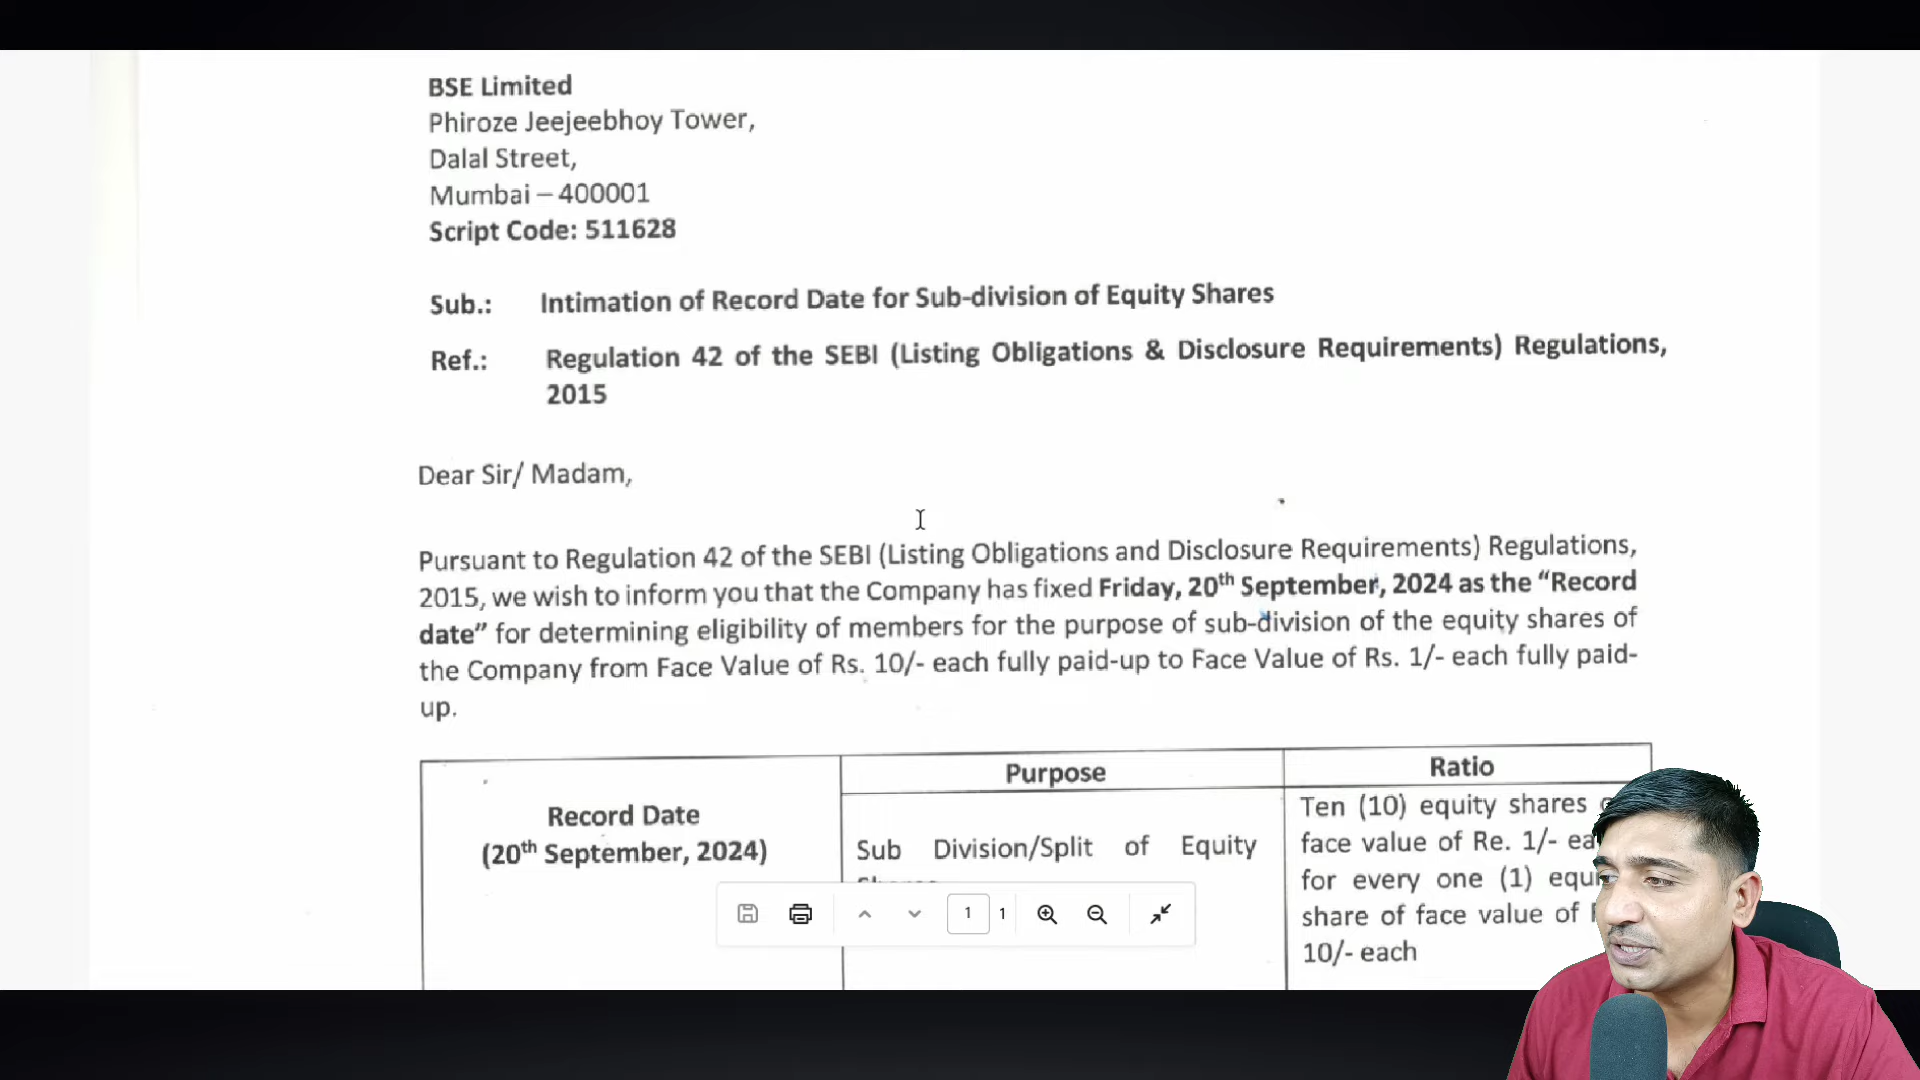 BSE Limited
Phiroze Jeejeebhoy Tower,
Dalal Street,
Mumbai – 400001
Script Code: 511628
Sub.: Intimation of Record Date for Sub-division of Equity Shares
Ref.: Regulation 42 of the SEBI (Listing Obligations & Disclosure Requirements) Regulations,
2015
Dear Sir/ Madam,
Pursuant to Regulation 42 of the SEBI (Listing Obligations and Disclosure Requirements) Regulations,
2015, we wish to inform you that the Company has fixed Friday, 20th September, 2024 as the “Record
date” for determining eligibility of members for the purpose of sub-division of the equity shares of
the Company from Face Value of Rs. 10/- each fully paid-up to Face Value of Rs. 1/- each fully paid-
up.
Record Date
(20th September, 2024)
Purpose
Sub Division/Split of Equity
Ratio
Ten (10) equity shares
face value of Re. 1/-
for every one (1)
share of face value of
10/- each
1 1